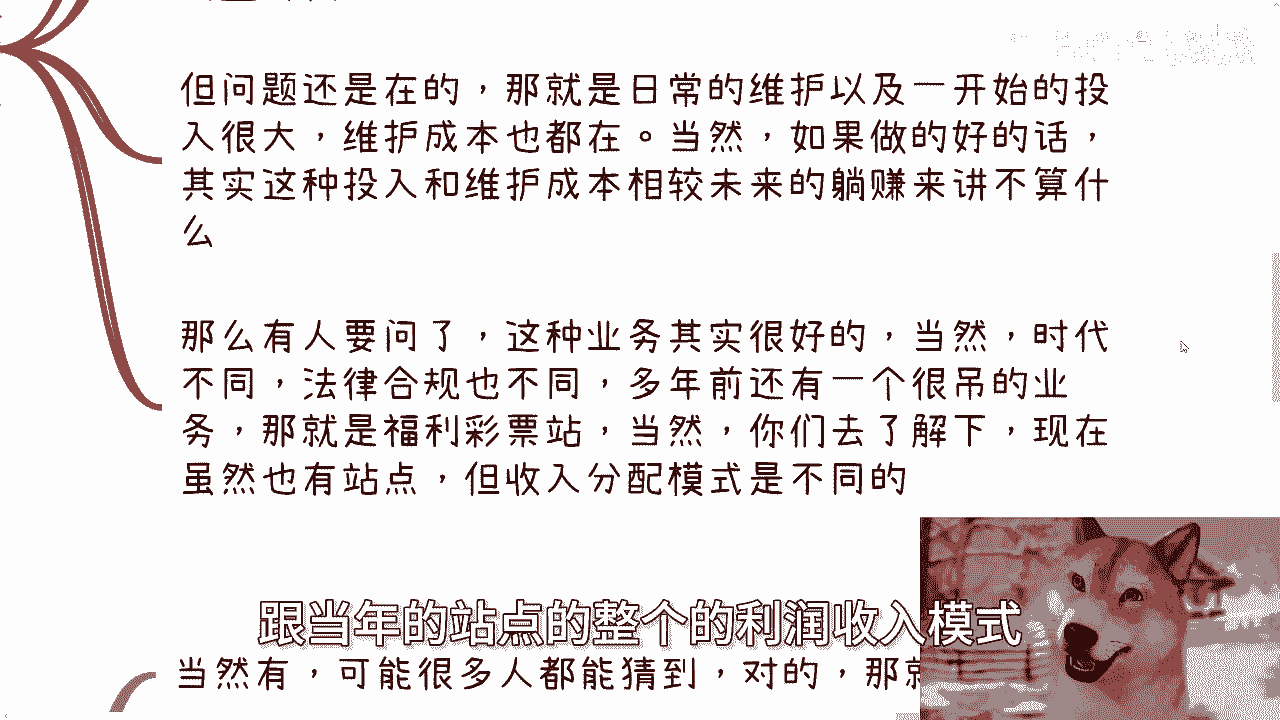 但问题还是在的，那就是日常的维护以及一开始的投
入很大，维护成本也都在。当然，如果做的好的话，
其实这种投入和维护成本相较未来的躺赚来讲不算什
么
那么有人要问了，这种业务其实很好的，当然，时代
不同，法律合规也不同，多年前还有一个很吊的业
务，那就是福利彩票站，当然，你们去了解下，现在
虽然也有站点，但收入分配模式是不同的
跟当年的站点的整个的利润收入模式
当然有，可能很多人都能猜到，对的，那